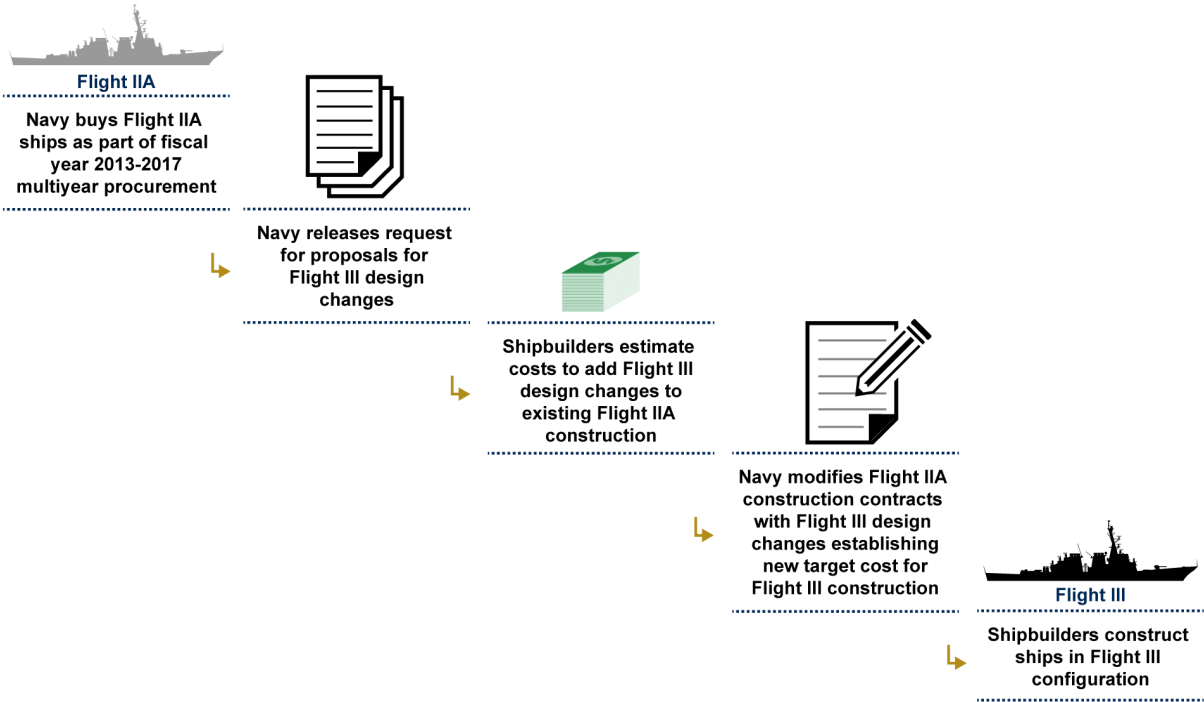 Flight IIA
Navy buys Flight IIA
ships as part of fiscal
year 2013-2017
multiyear procurement
Navy releases request
for proposals for
Flight III design
changes
$
Shipbuilders estimate
costs to add Flight III
design changes to
existing Flight IIA
construction
Navy modifies Flight IIA
construction contracts
with Flight III design
changes establishing
new target cost for
Flight III construction
Flight III
Shipbuilders construct
ships in Flight III
configuration